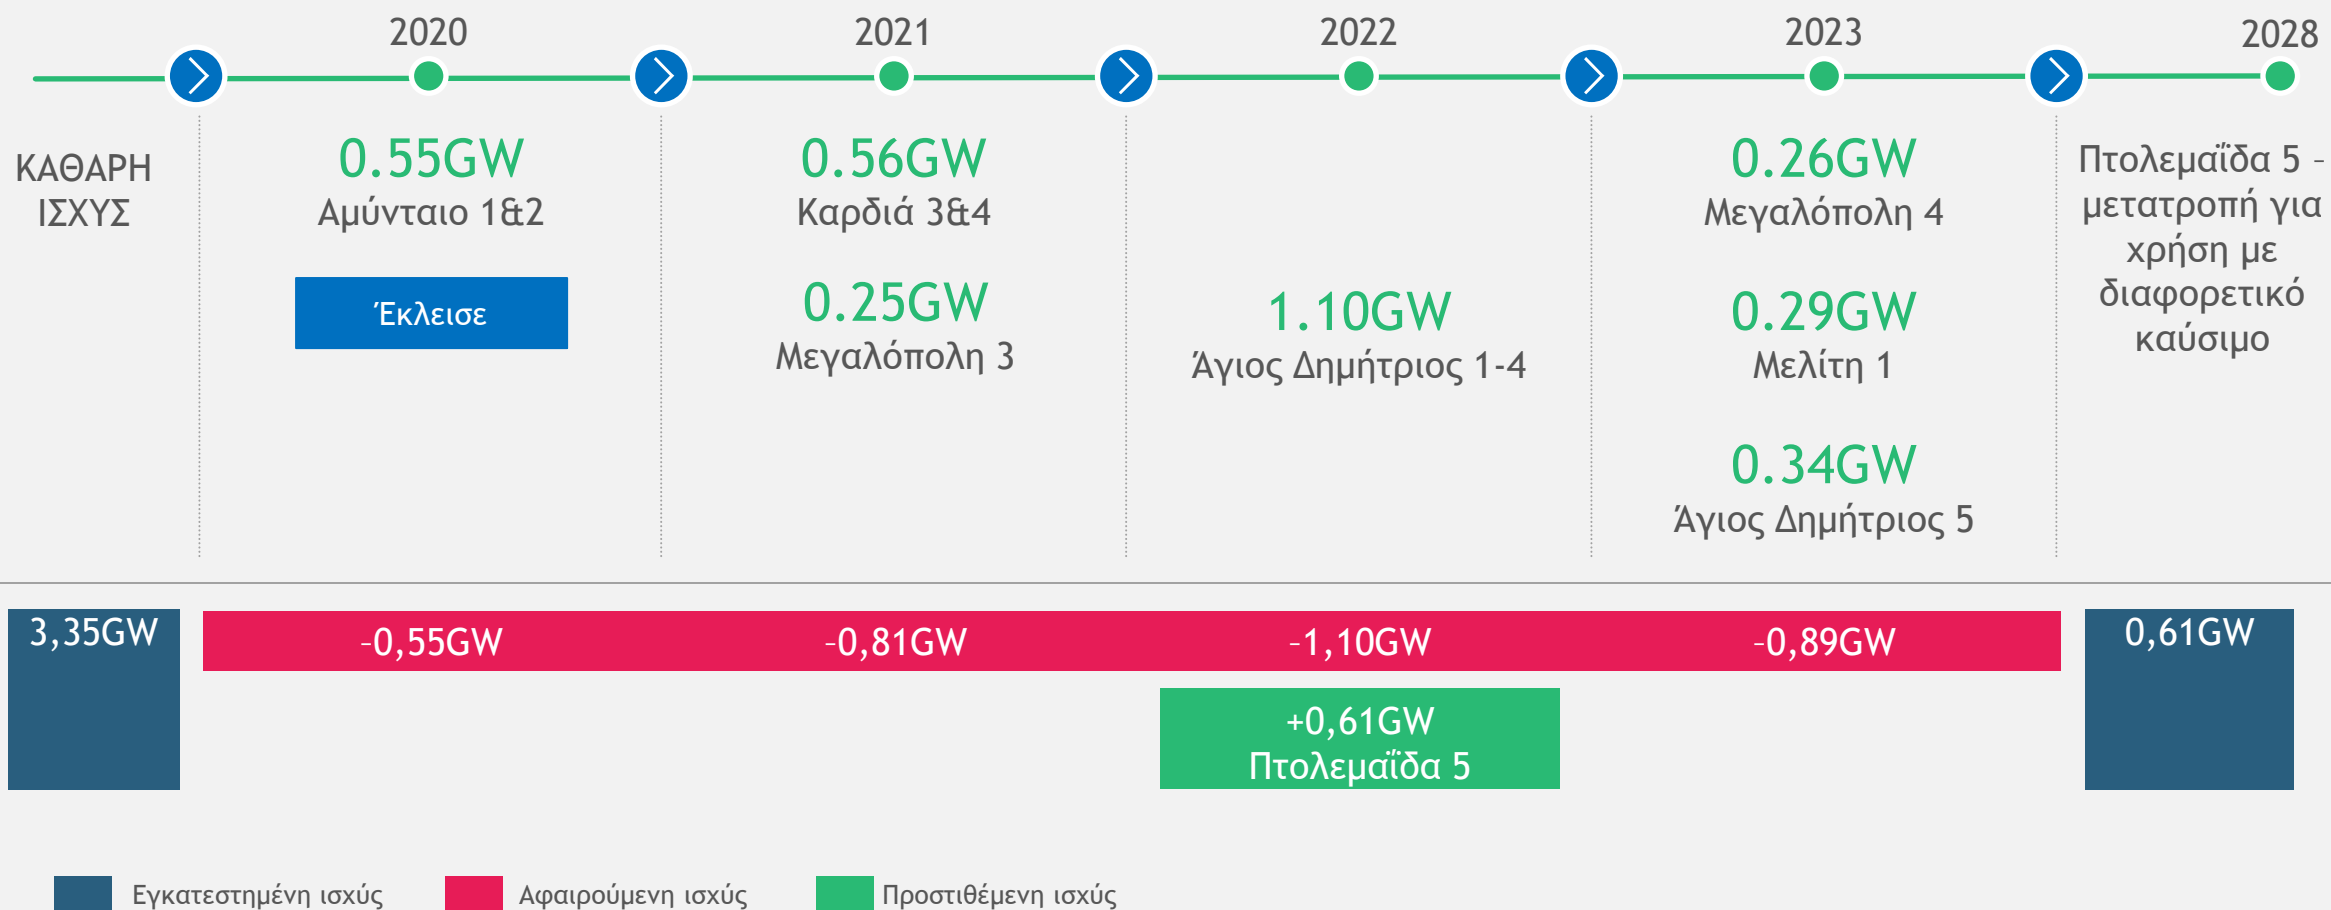 2020
2021
2022
2023
2028
ΚΑΘΑΡΗ
ΙΣΧΥΣ
0.55GW
Αμύνταιο 1&2
Έκλεισε
0.56GW
Καρδιά 3&4
0.25GW
Μεγαλόπολη 3
1.10GW
Άγιος Δημήτριος 1-4
0.26GW
Μεγαλόπολη 4
0.29GW
Μελίτη 1
0.34GW
Άγιος Δημήτριος 5
Πτολεμαΐδα 5 –
μετατροπή για
χρήση με
διαφορετικό
καύσιμο
3,35GW
-0,55GW
-0,81GW
-1,10GW
-0,89GW
0,61GW
+0,61GW
Πτολεμαΐδα 5
Εγκατεστημένη ισχύς
Αφαιρούμενη ισχύς
Προστιθέμενη ισχύς